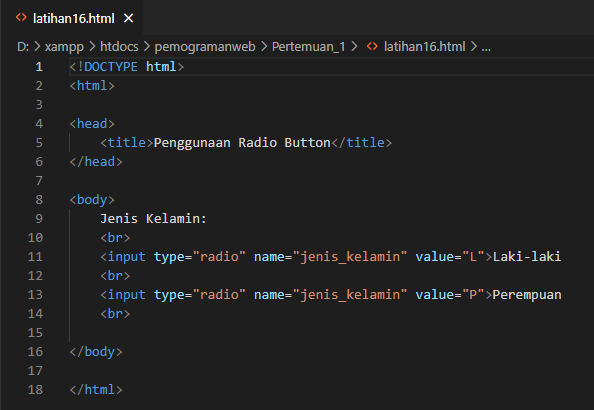 latihan16.html ×
D: > xampp > htdocs > pemogramanweb > Pertemuan_1 > <> latihan16.html > ...
1 <!DOCTYPE html>
2 <html>
3
4 <head>
5 <title>Penggunaan Radio Button</title>
6 </head>
7
8 <body>
9 Jenis Kelamin:
10 <br>
11 <input type="radio" name="jenis_kelamin" value="L">Laki-laki
12 <br>
13 <input type="radio" name="jenis_kelamin" value="P">Perempuan
14 <br>
15
16 </body>
17
18 </html>